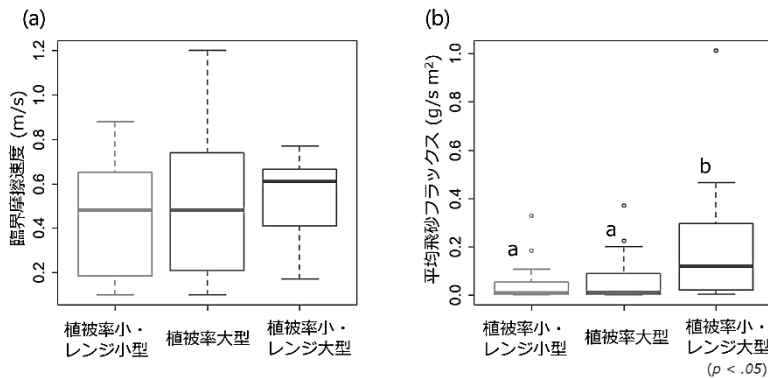 (a)
臨界摩擦速度 (m/s)
1.2
1.0
0.8
0.6
0.4
0.2
植被率小・
レンジ小型
植被率大型
植被率小・
レンジ大型
(b)
平均飛砂フラックス (g/s m²)
1.0
0.8
0.6
0.4
0.2
0.0
a
a
b
植被率小・
レンジ小型
植被率大型
植被率小・
レンジ大型
(p < .05)